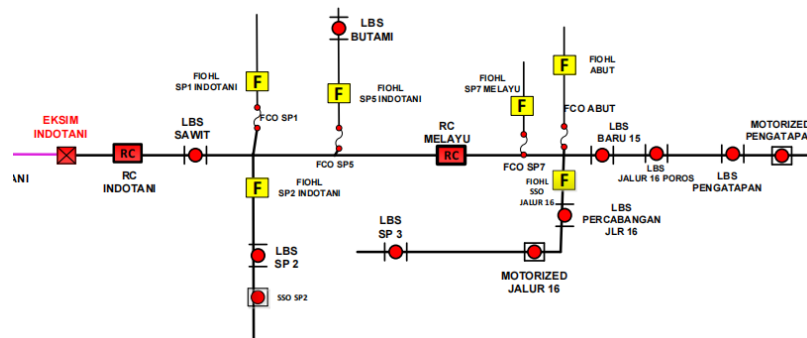 LBS
BUTAMI
FIOHL
SP1 INDOTANI
F
FIOHL
SP5 INDOTANI
F
FIOHL
SP7 MELAYU
F
FIOHL
ABUT
F
EKSIM
INDOTANI
LBS
SAWIT
FCO SP1
RC
MELAYU
FCO ABUT
LBS
BARU 15
MOTORIZED
PENGATAPA
RC
RC
ANI
RC
INDOTANI
FCO SP5
FCO SP7
LBS
JALUR 16 POROS
LBS
PENGATAPAN
F
FIOHL
SP2 INDOTANI
FIOHL
SSO
JALUR 16
F
LBS
PERCABANGAN
JLR 16
LBS
SP 3
LBS
SP 2
MOTORIZED
JALUR 16
SSO SP2